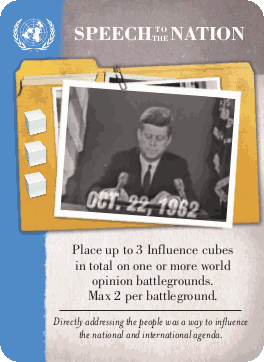 SPEECH TO THE NATION
OCT. 22, 1962
Place up to 3 Influence cubes
in total on one or more world
opinion battlegrounds.
Max 2 per battleground.
Directly addressing the people was a way to influence
the national and international agenda.